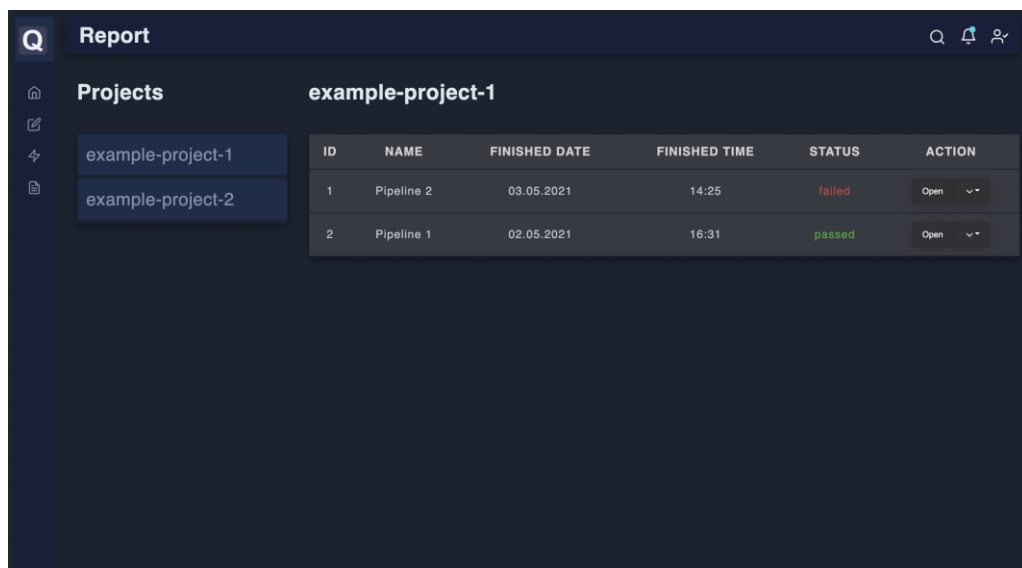 Q
Report
Projects
example-project-1
example-project-2
example-project-1
ID NAME FINISHED DATE FINISHED TIME STATUS ACTION
1 Pipeline 2 03.05.2021 14:25 failed Open
2 Pipeline 1 02.05.2021 16:31 passed Open